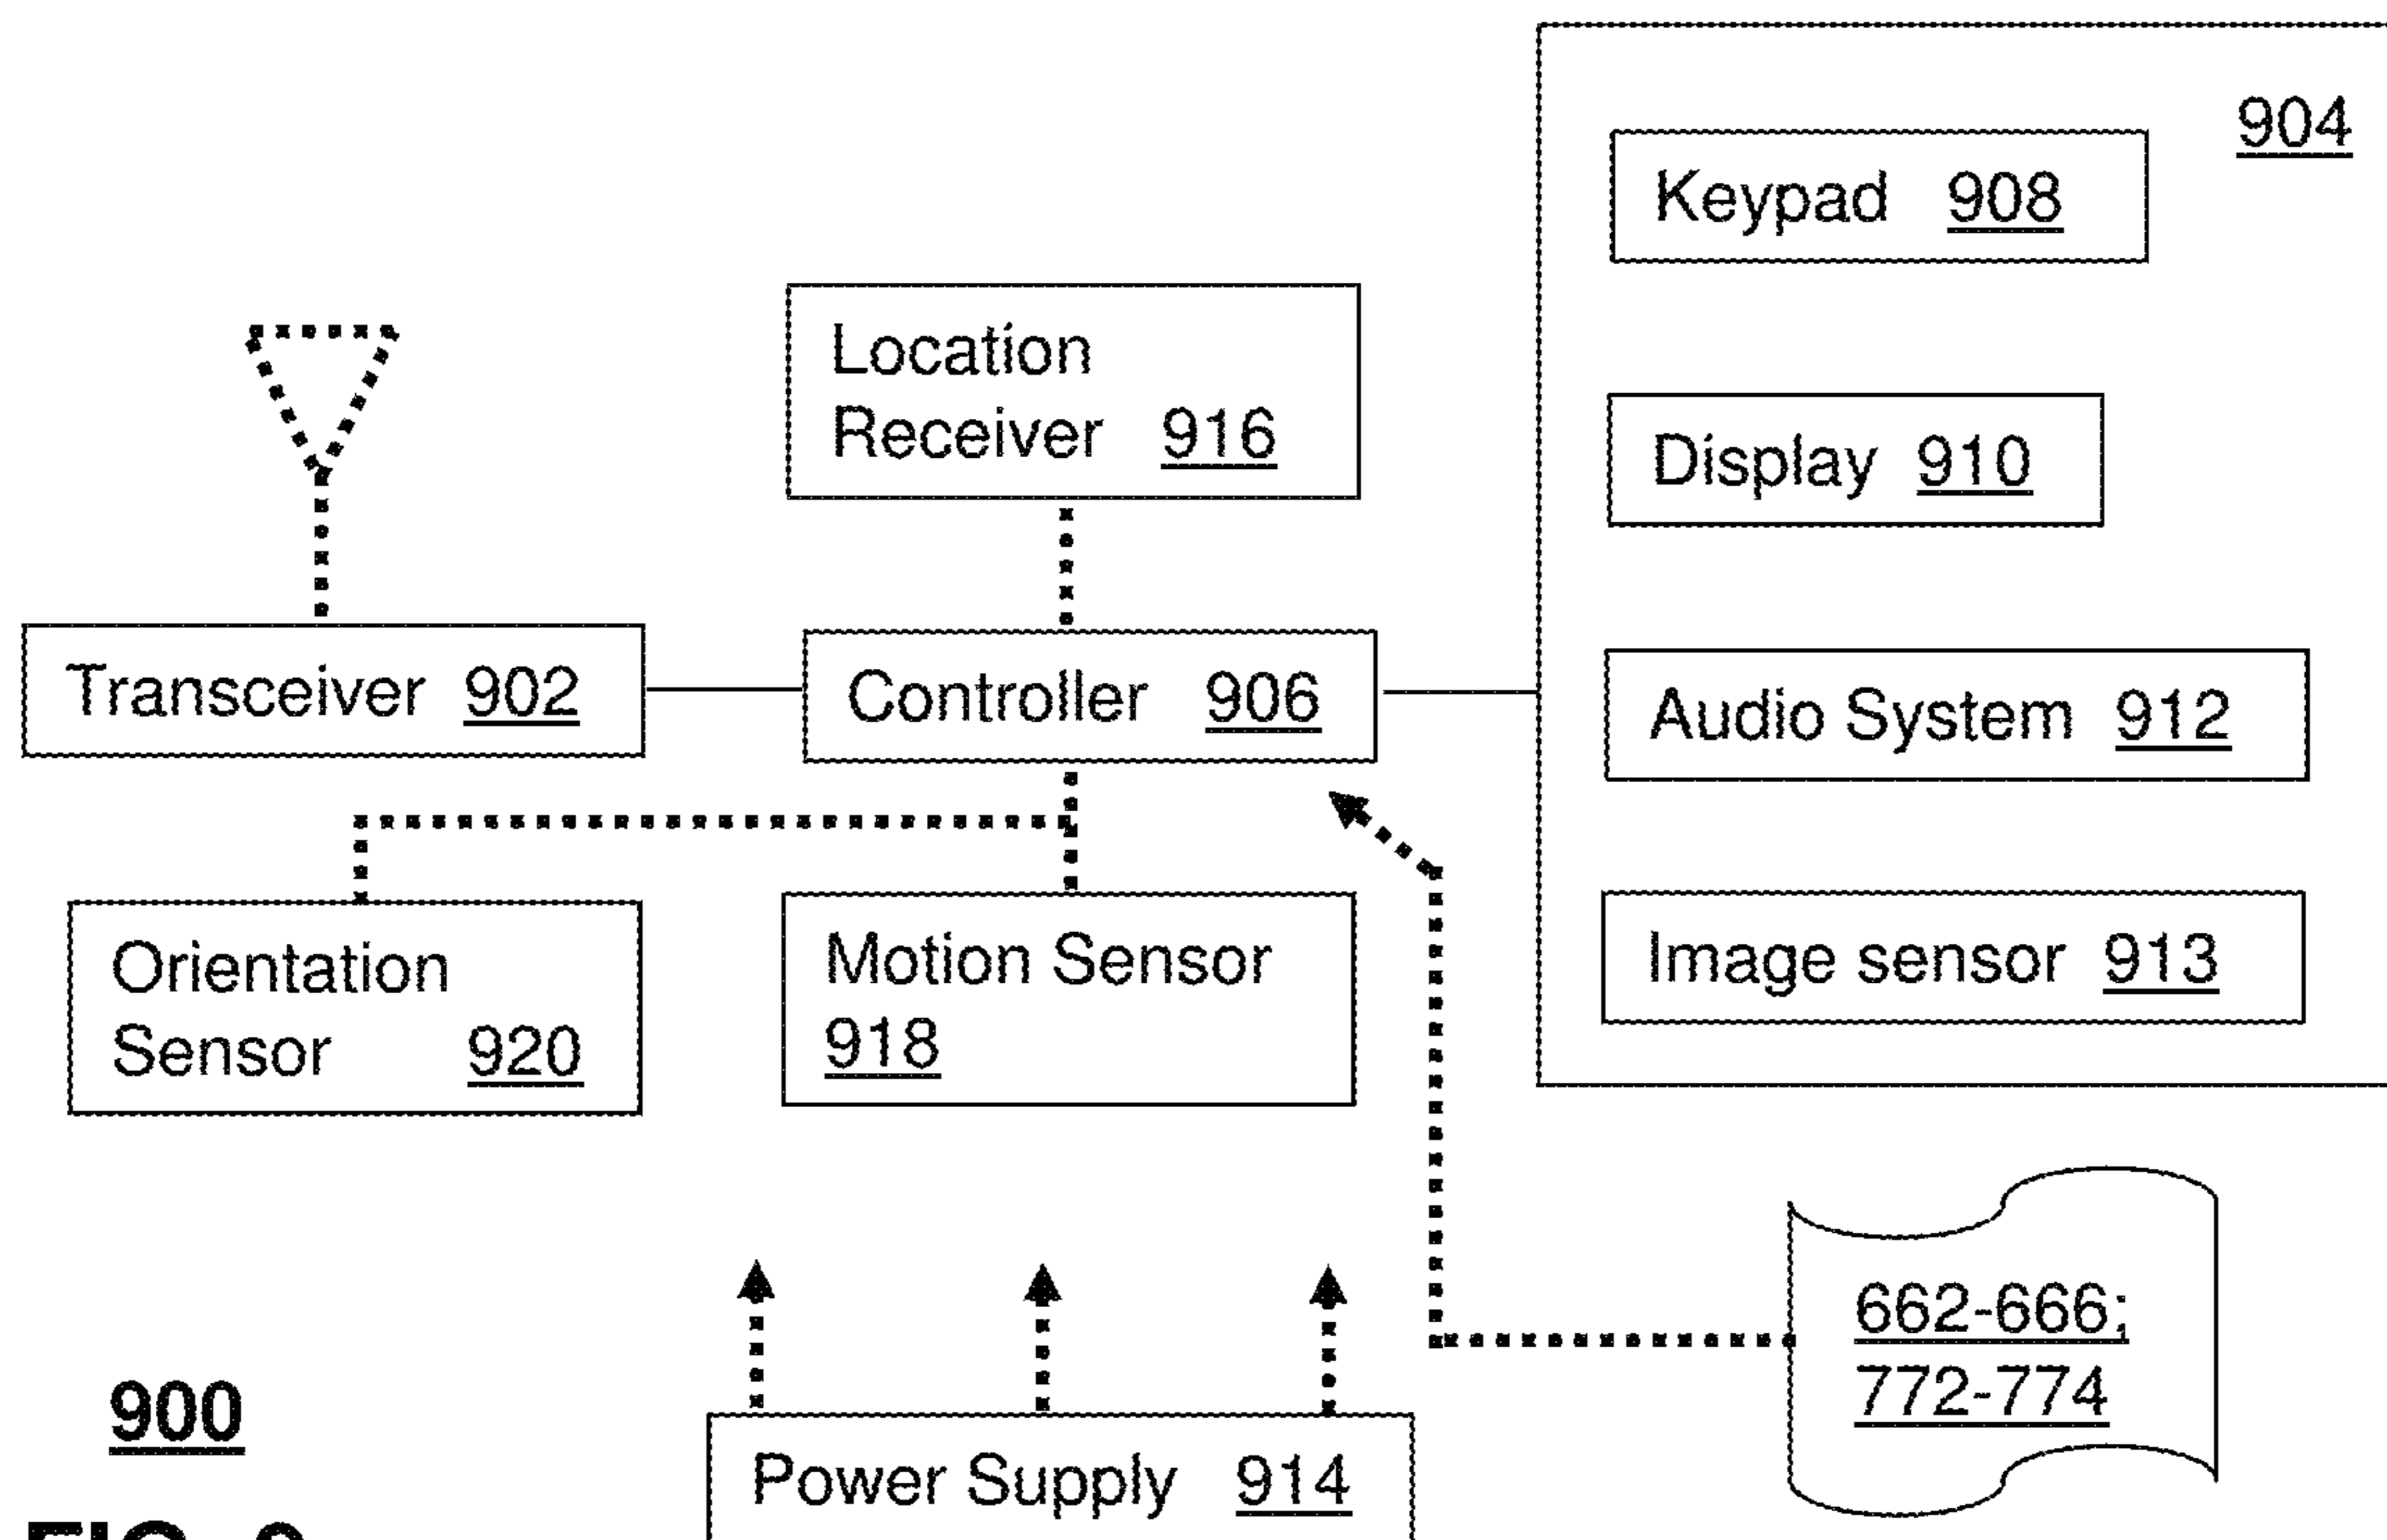 904
Keypad 908
Location
Receiver 916
Display 910
Transceiver 902
Controller 906
Audio System 912
Orientation
Sensor 920
Motion Sensor
918
Image sensor 913
662-666;
772-774
900
Power Supply 914